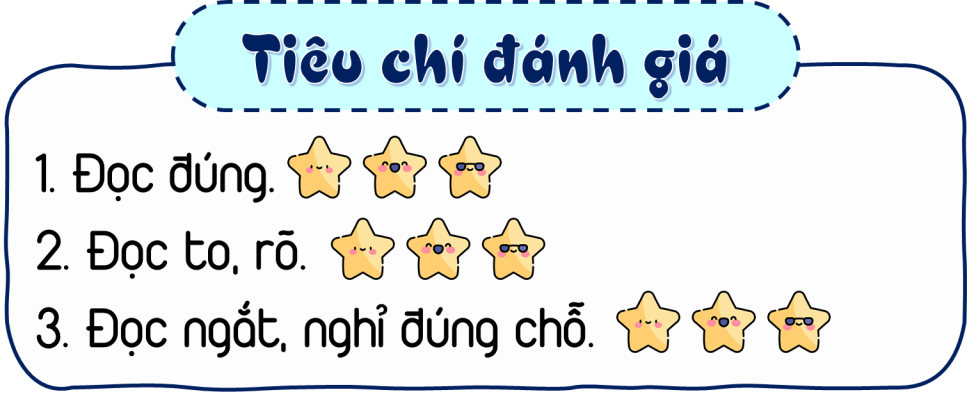 Tiêu chí đánh giá
1. Đọc đúng.
2. Đọc to, rõ.
3. Đọc ngắt, nghỉ đúng chỗ.